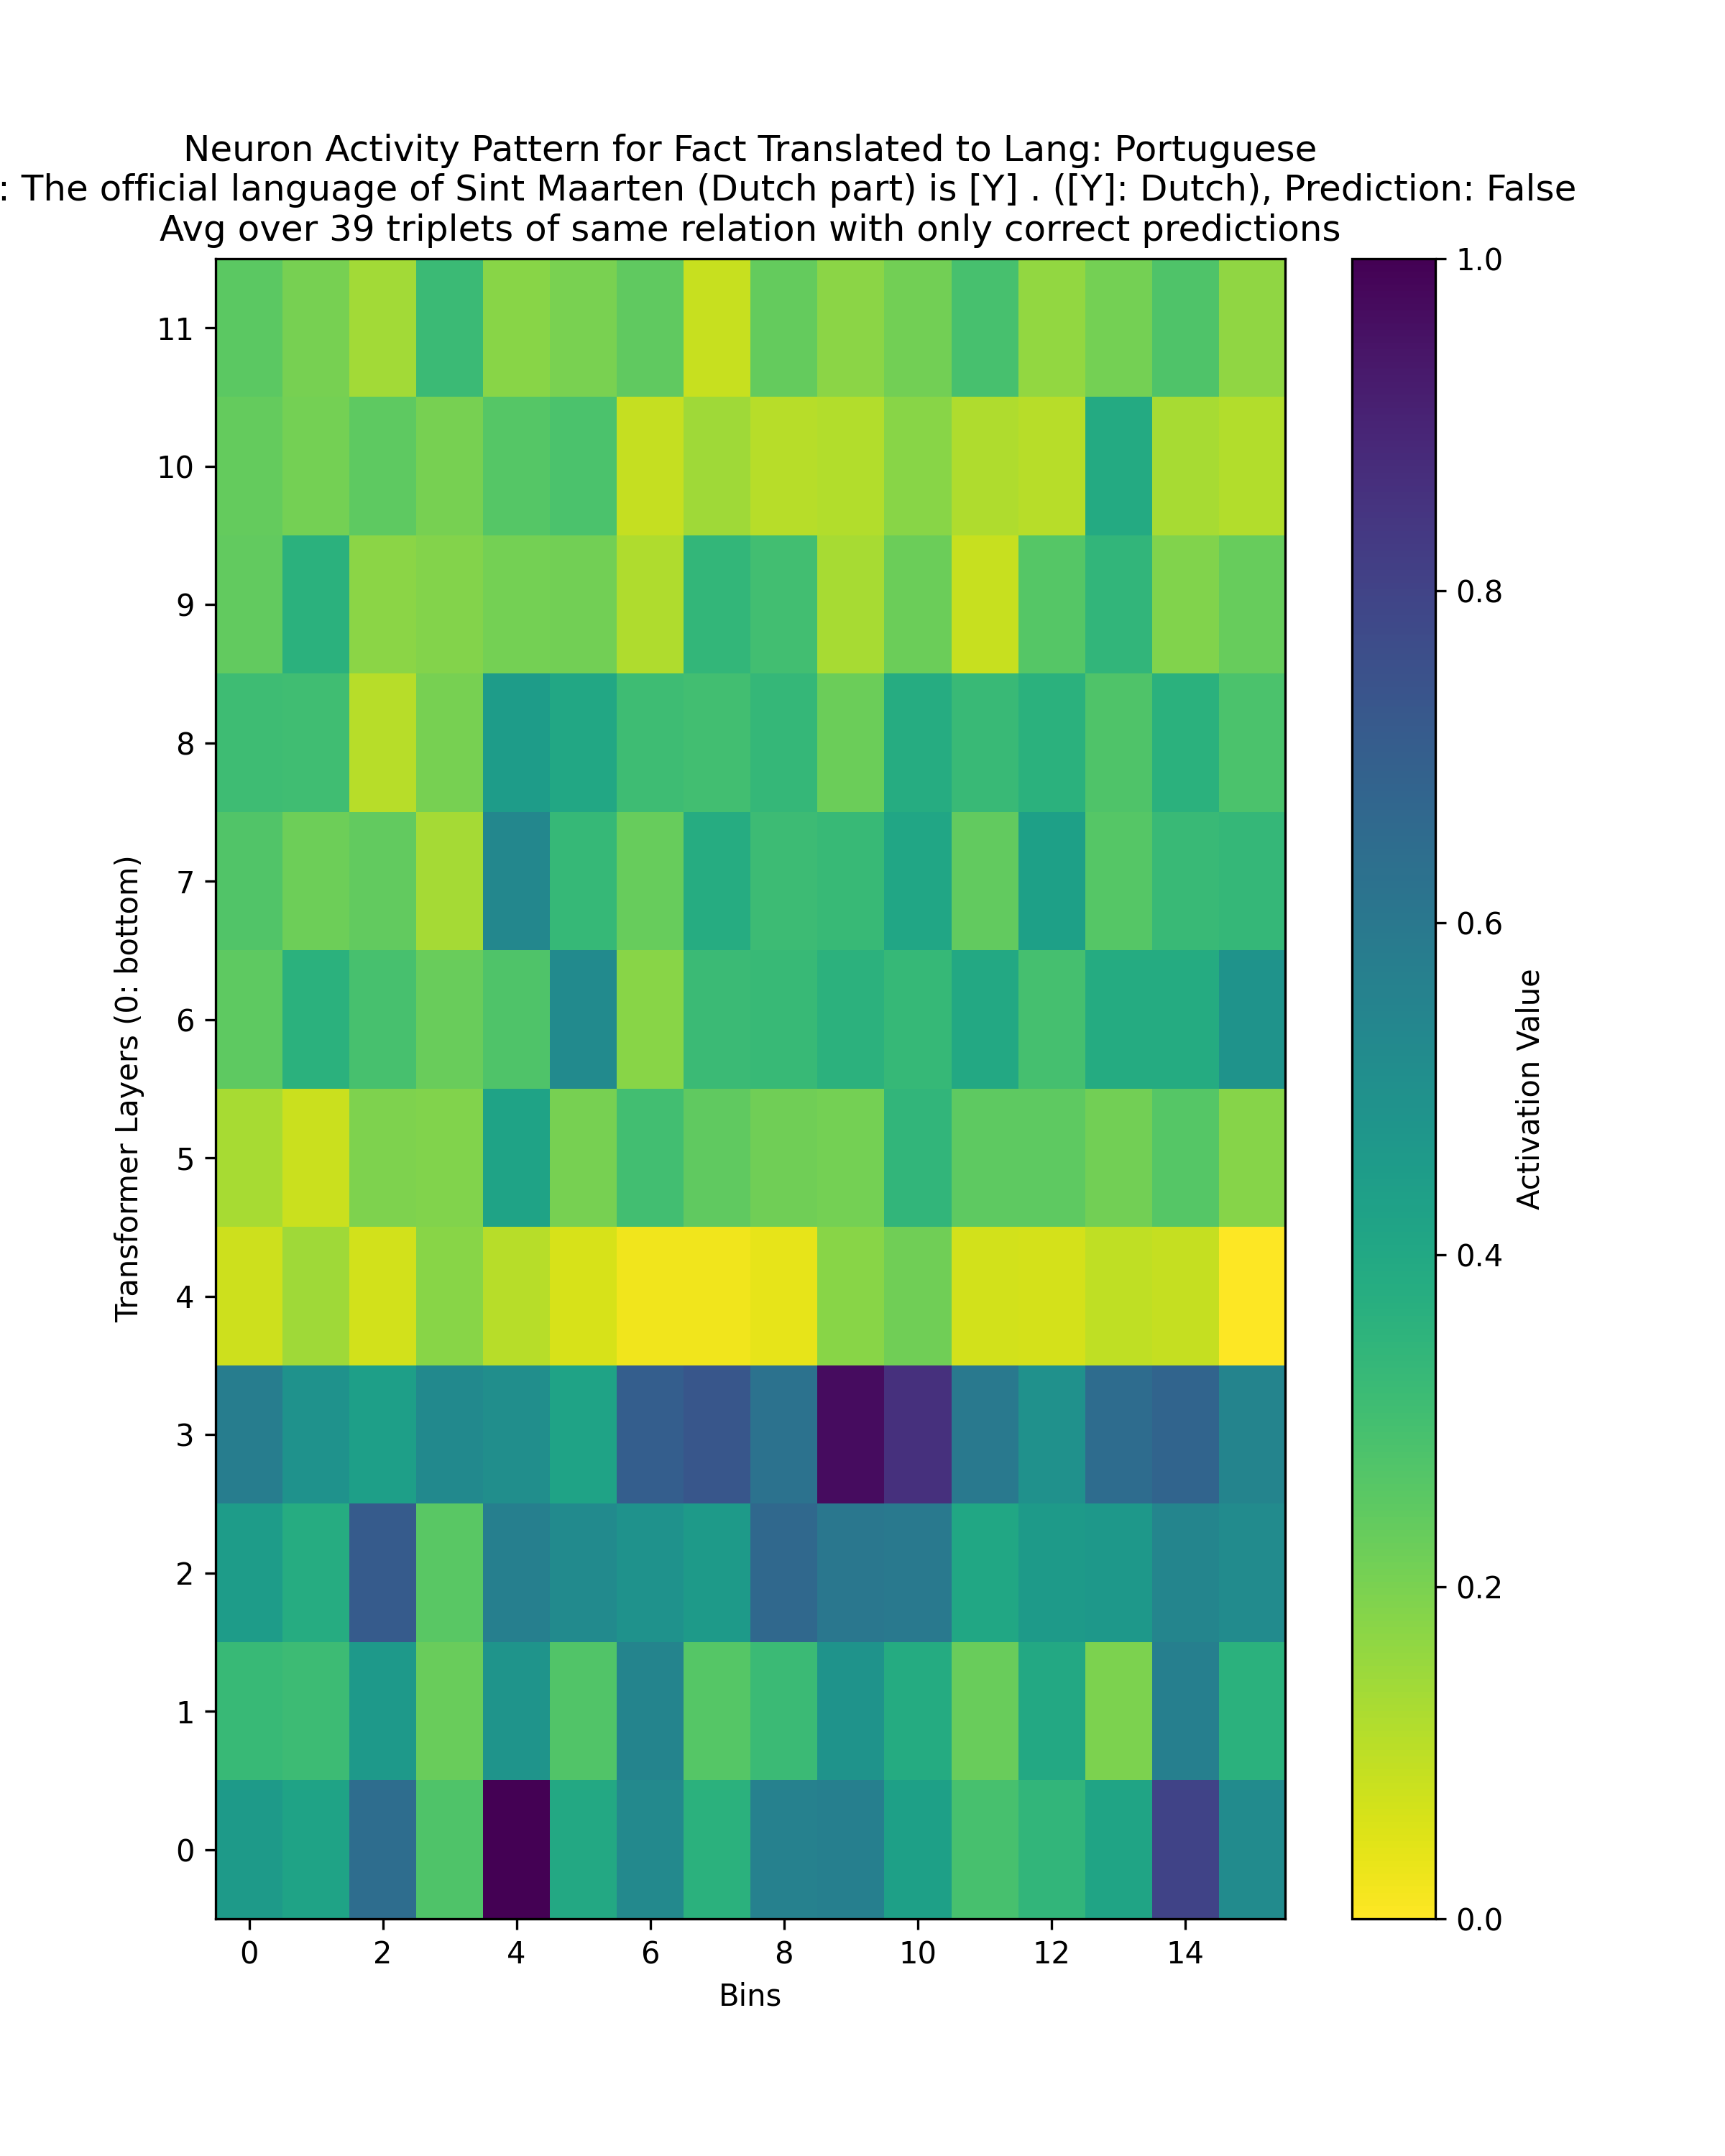 Neuron Activity Pattern for Fact Translated to Lang: Portuguese
: The official language of Sint Maarten (Dutch part) is [Y] . ([Y]: Dutch), Prediction: False
Avg over 39 triplets of same relation with only correct predictions
11
10
9
8
7
6
5
4
3
2
1
0
Transformer Layers (0: bottom)
0 2 4 6 8 10 12 14
Bins
1.0
0.8
0.6
0.4
0.2
0.0
Activation Value